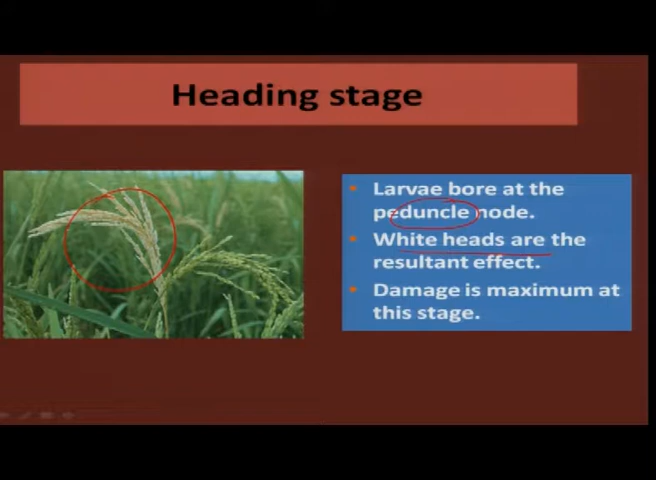 Heading stage
Larvae bore at the
peduncle node.
White heads are the
resultant effect.
Damage is maximum at
this stage.